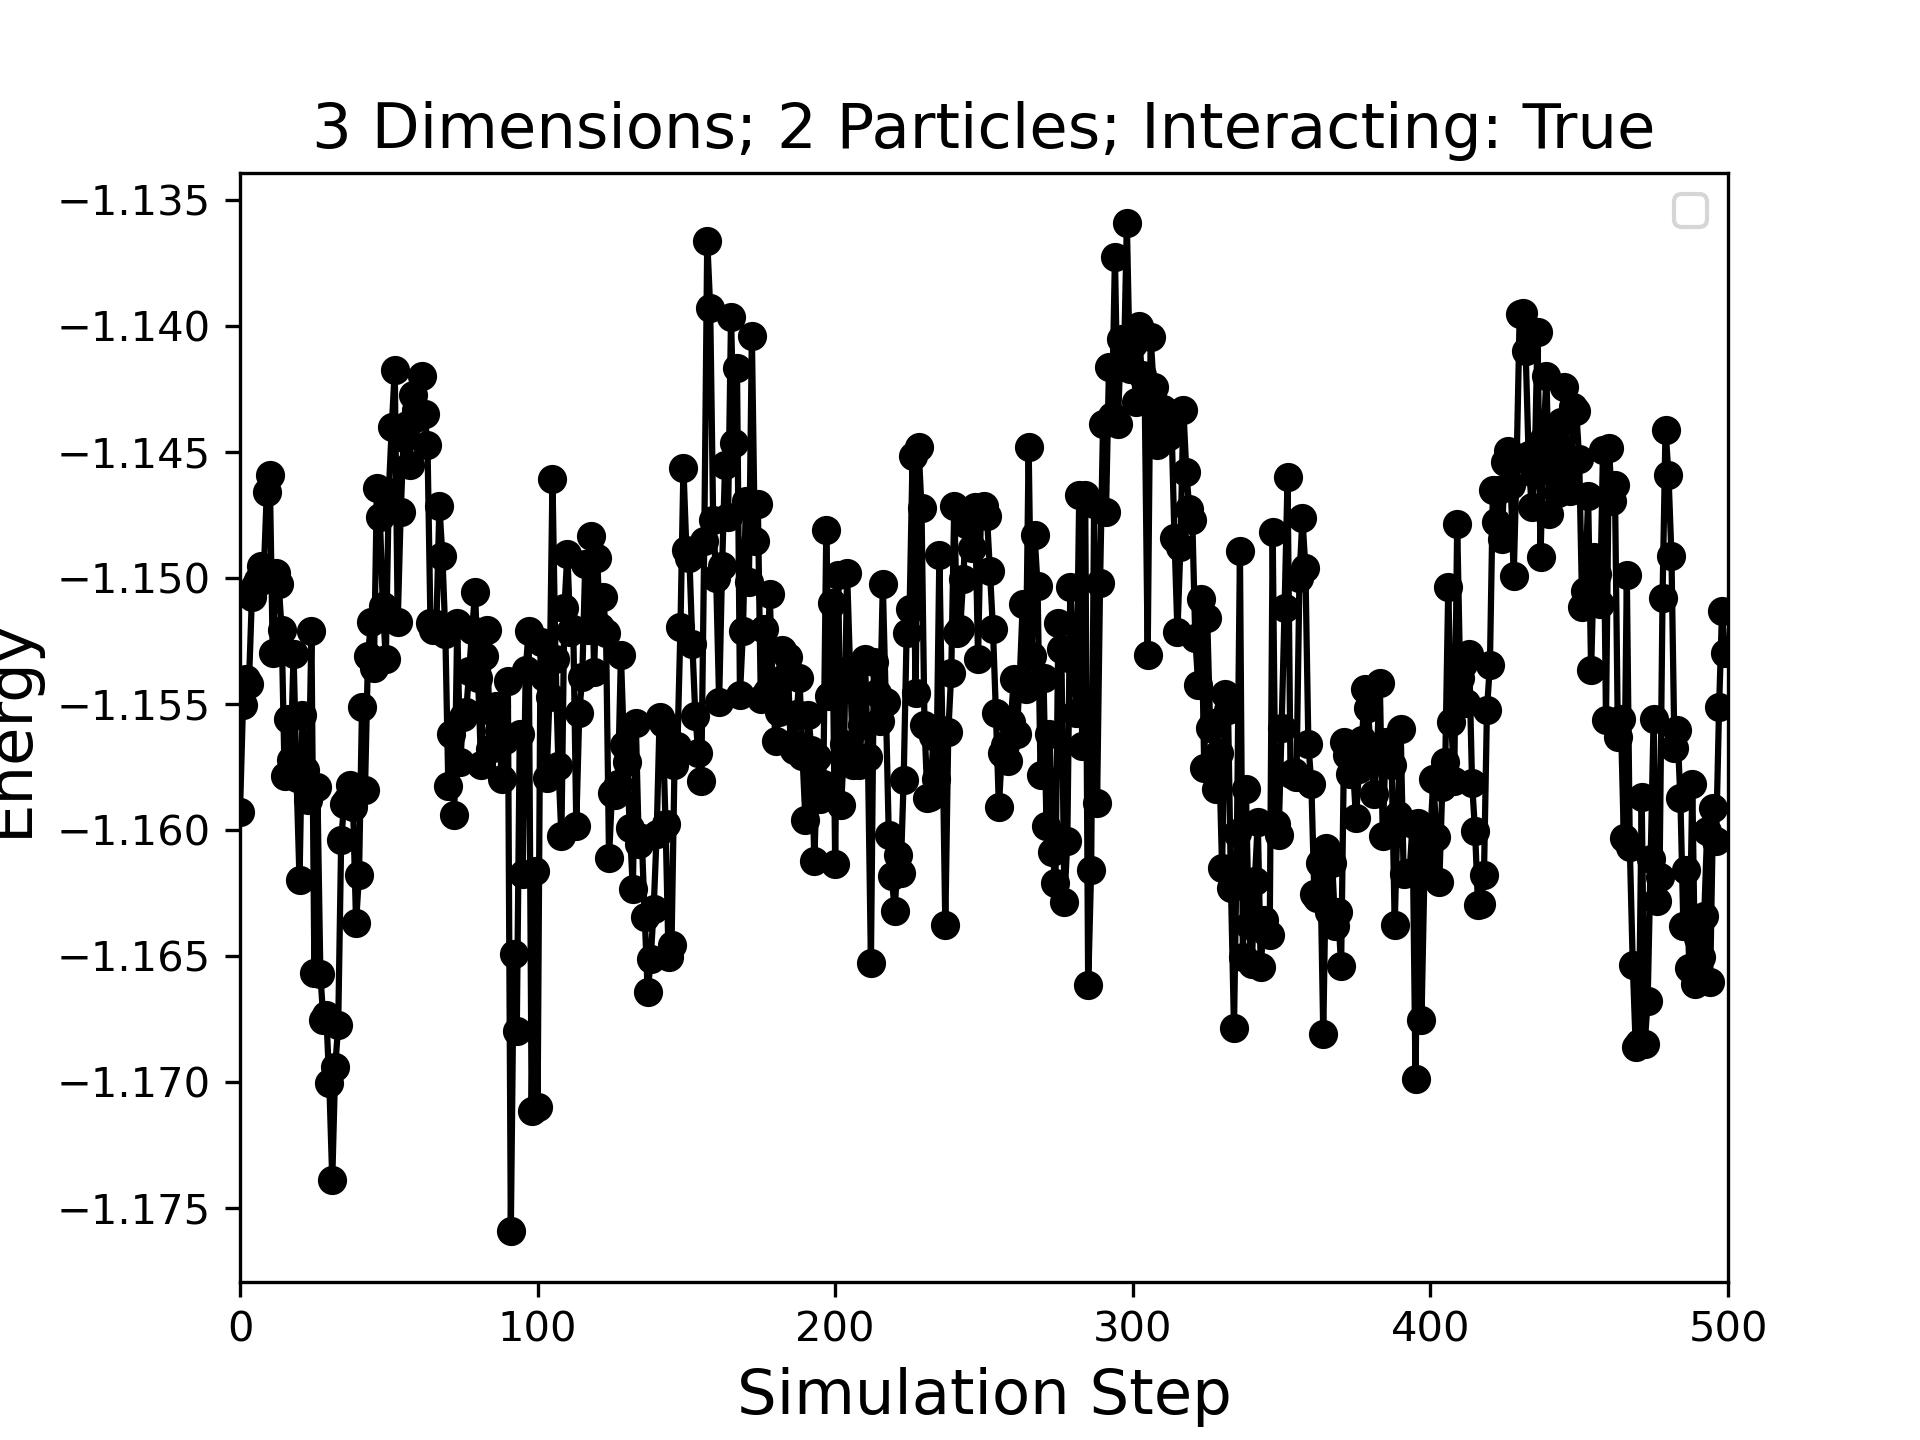 3 Dimensions; 2 Particles; Interacting: True
Energy
−1.135
−1.140
−1.145
−1.150
−1.155
−1.160
−1.165
−1.170
−1.175
0 100 200 300 400 500
Simulation Step